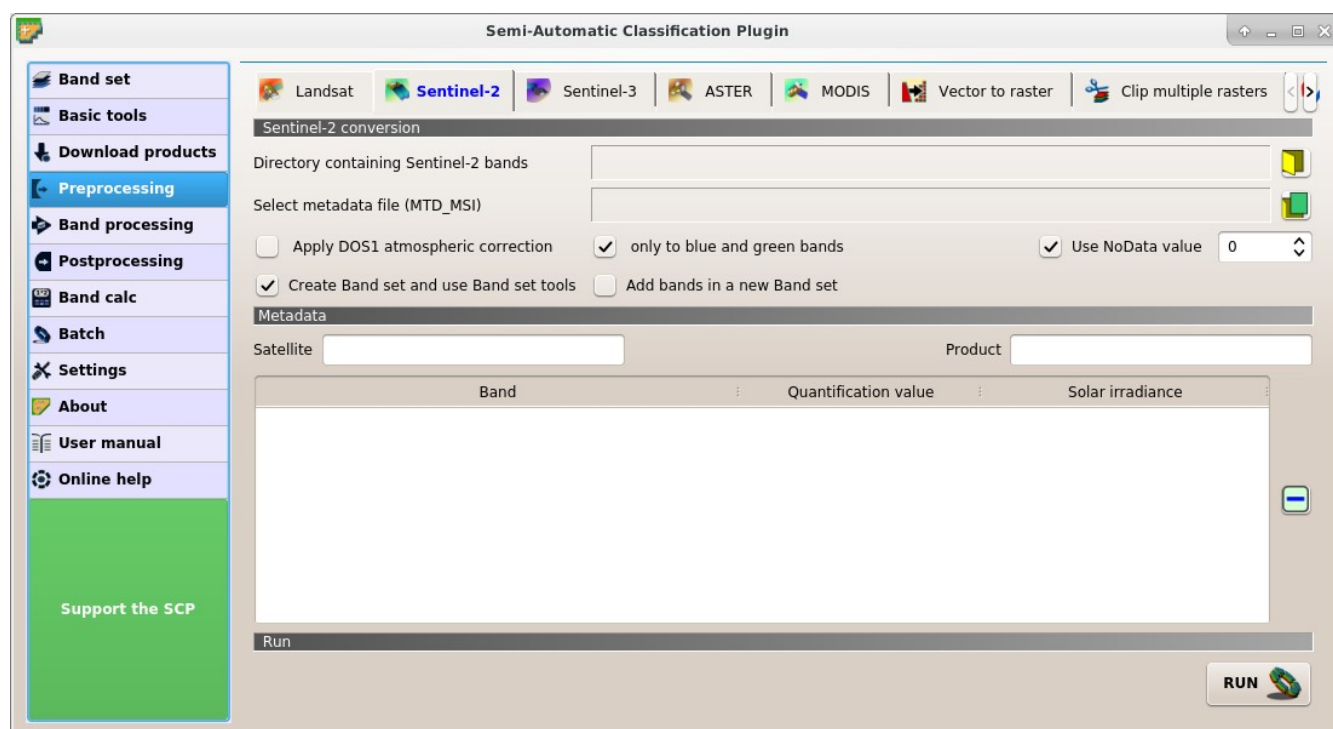 Semi-Automatic Classification Plugin
Band set
Basic tools
Download products
Preprocessing
Band processing
Postprocessing
Band calc
Batch
Settings
About
User manual
Online help
Support the SCP
Landsat Sentinel-2 Sentinel-3 ASTER MODIS Vector to raster Clip multiple rasters
Sentinel-2 conversion
Directory containing Sentinel-2 bands
Select metadata file (MTD_MSI)
Apply DOS1 atmospheric correction only to blue and green bands Use NoData value 0
Create Band set and use Band set tools Add bands in a new Band set
Metadata
Satellite Product
Band Quantification value Solar irradiance
Run
RUN